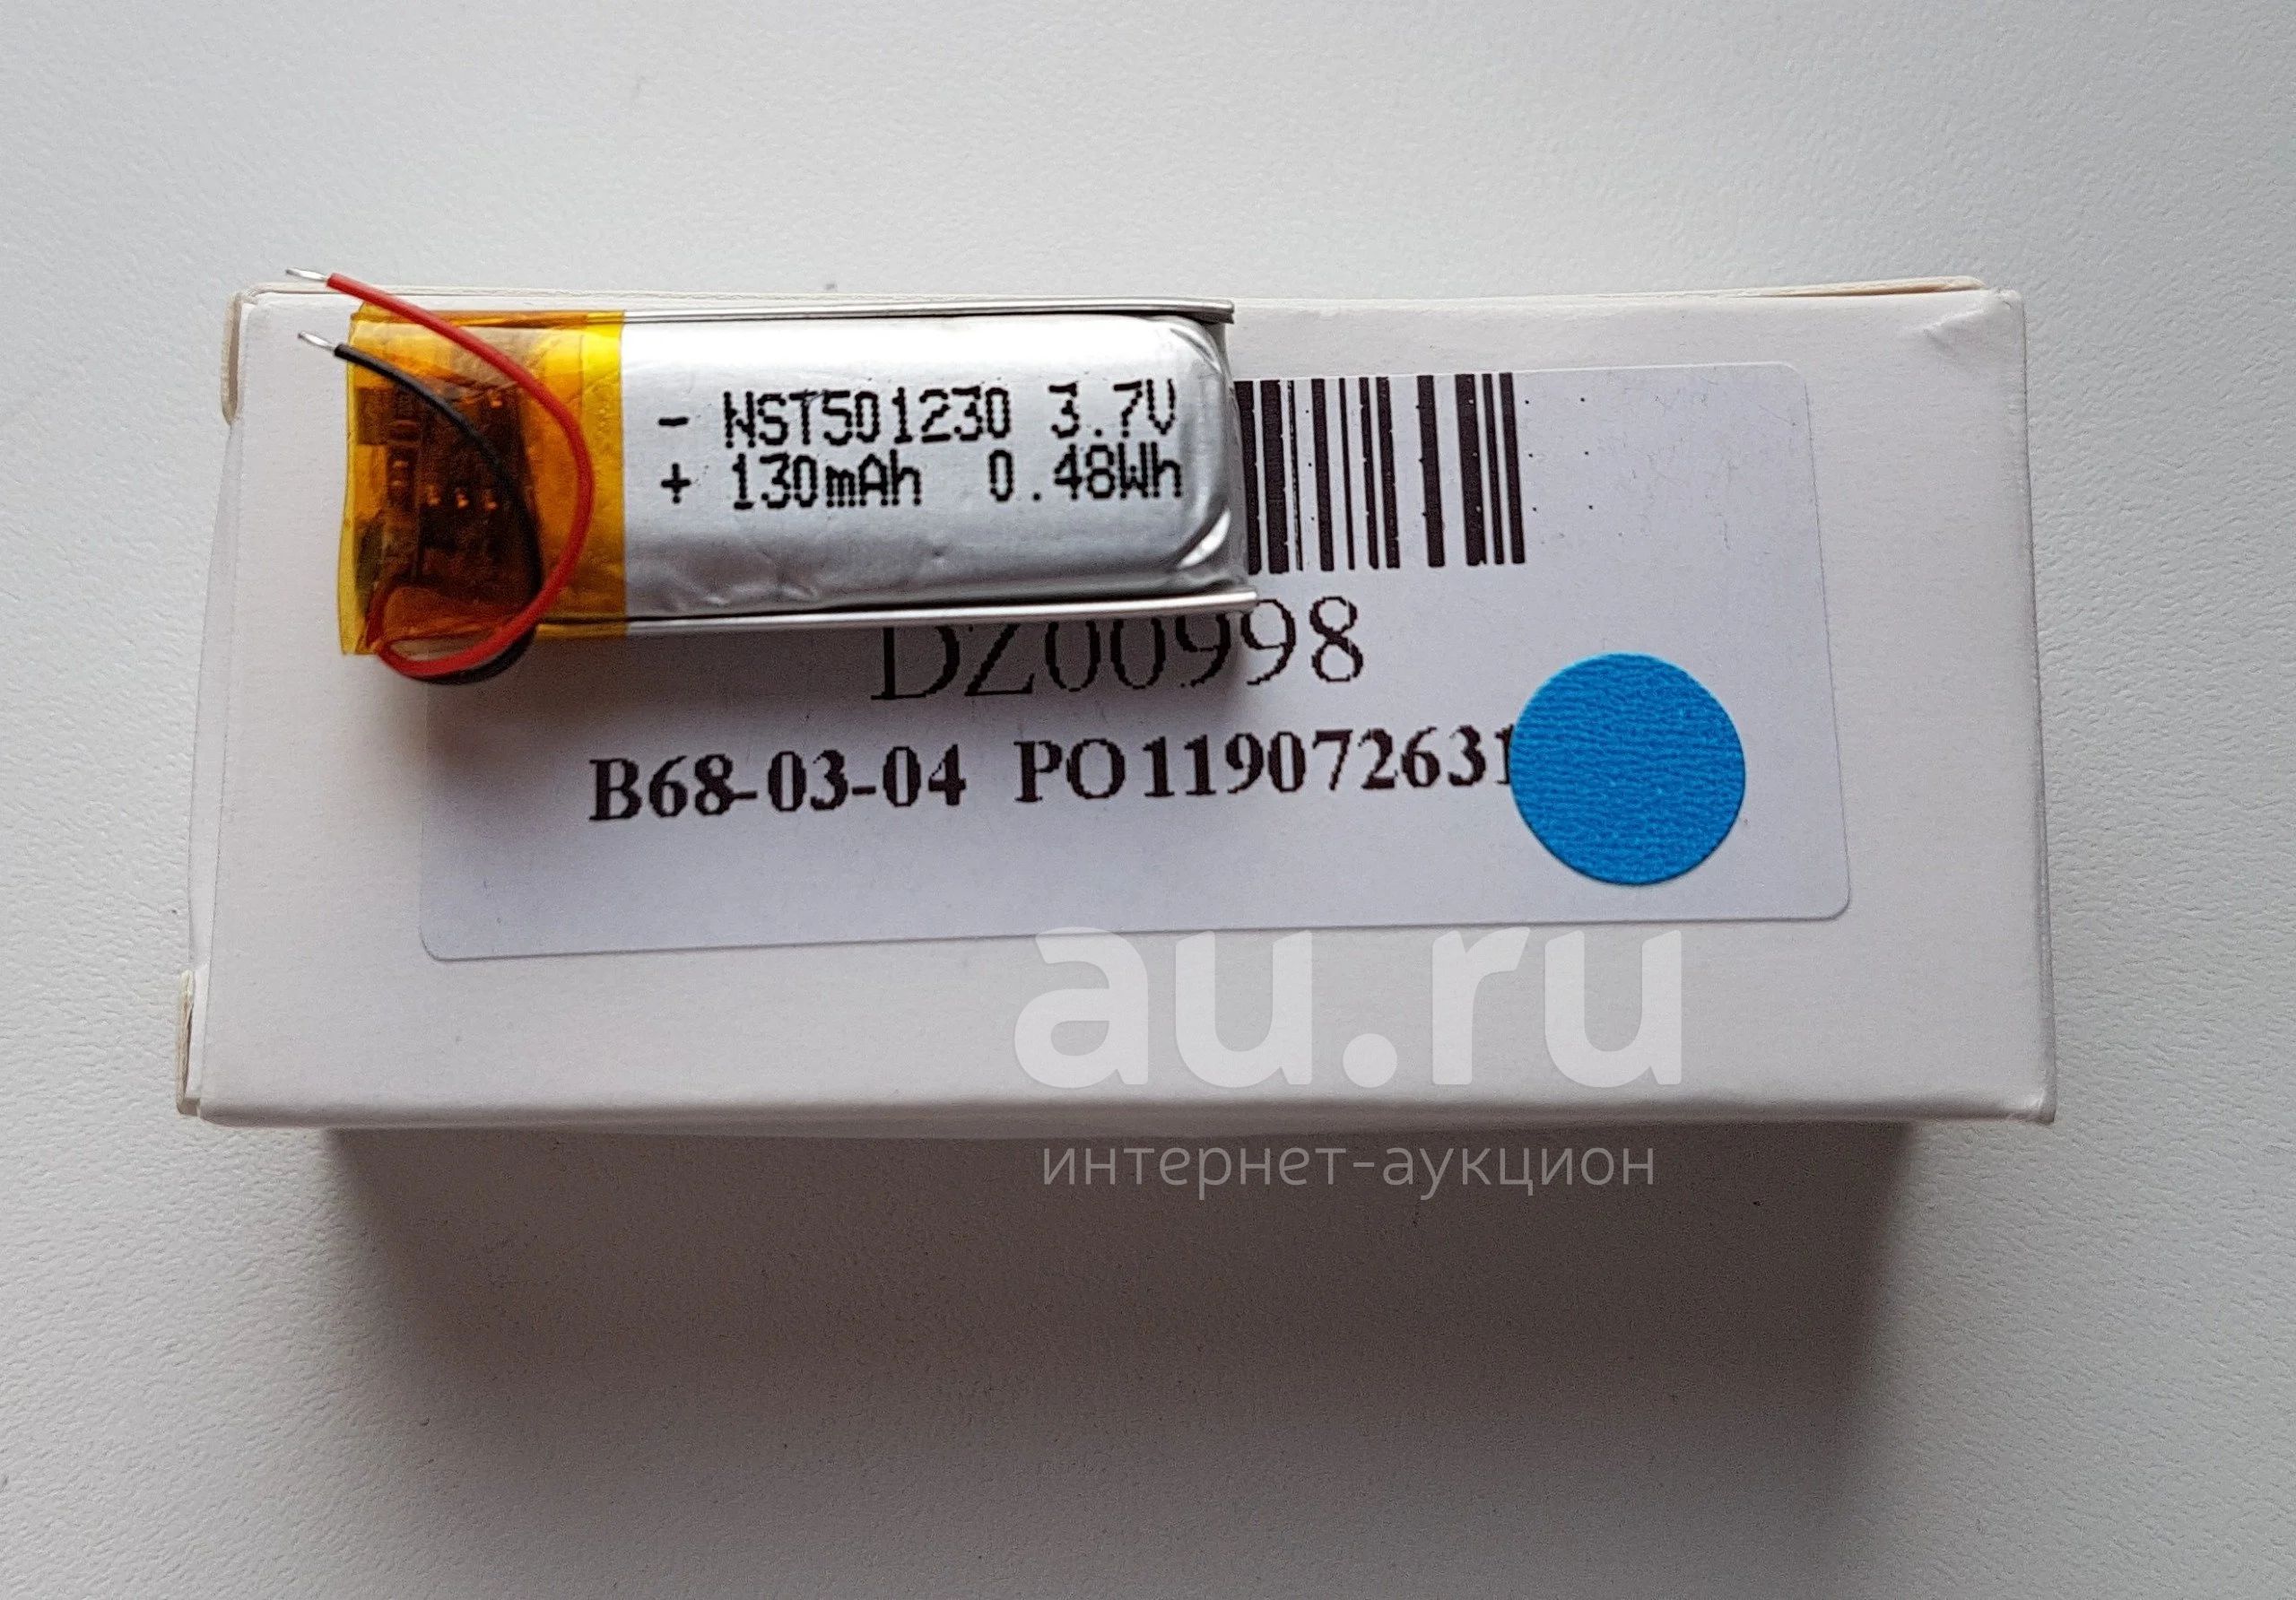 - NST501230 3.7V
+ 130mAh 0.48Wh
DZ00998
B68-03-04 PO119072631
au.ru
интернет-аукцион